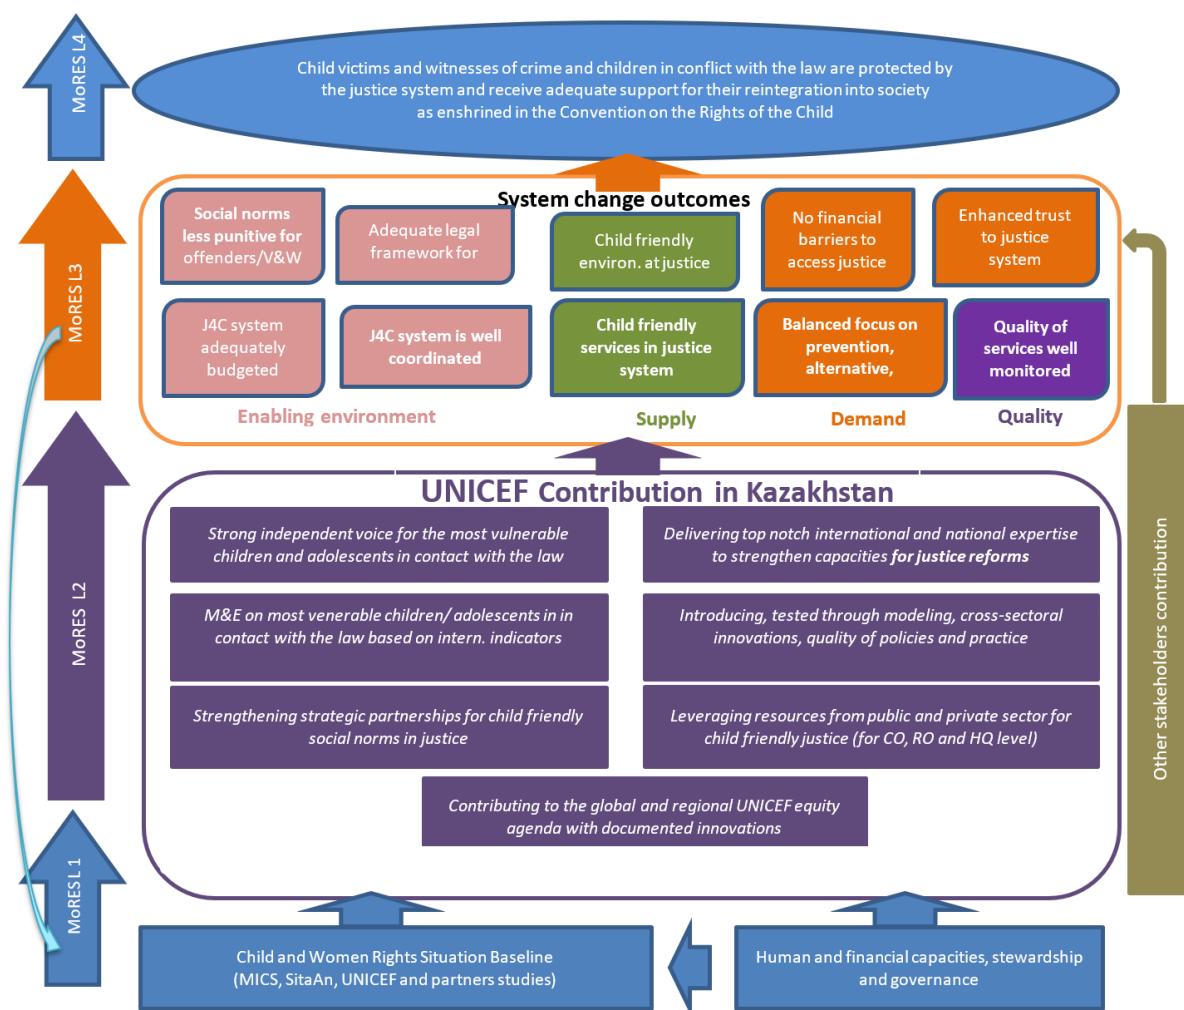 MoRES L4
Child victims and witnesses of crime and children in conflict with the law are protected by
the justice system and receive adequate support for their reintegration into society
as enshrined in the Convention on the Rights of the Child
MoRES L3
System change outcomes
Social norms
less punitive for
offenders/V&W
Adequate legal
framework for
Child friendly
environ. at justice
No financial
barriers to
access justice
Enhanced trust
to justice
system
J4C system
adequately
budgeted
J4C system is well
coordinated
Child friendly
services in justice
system
Balanced focus on
prevention,
alternative,
Quality of
services well
monitored
Enabling environment
Supply
Demand
Quality
MoRES L2
UNICEF Contribution in Kazakhstan
Strong independent voice for the most vulnerable
children and adolescents in contact with the law
Delivering top notch international and national expertise
to strengthen capacities for justice reforms
M&E on most venerable children/ adolescents in in
contact with the law based on intern. indicators
Introducing, tested through modeling, cross-sectoral
innovations, quality of policies and practice
Strengthening strategic partnerships for child friendly
social norms in justice
Leveraging resources from public and private sector for
child friendly justice (for CO, RO and HQ level)
Contributing to the global and regional UNICEF equity
agenda with documented innovations
Other stakeholders contribution
MoRES L 1
Child and Women Rights Situation Baseline
(MICS, SitaAn, UNICEF and partners studies)
Human and financial capacities, stewardship
and governance